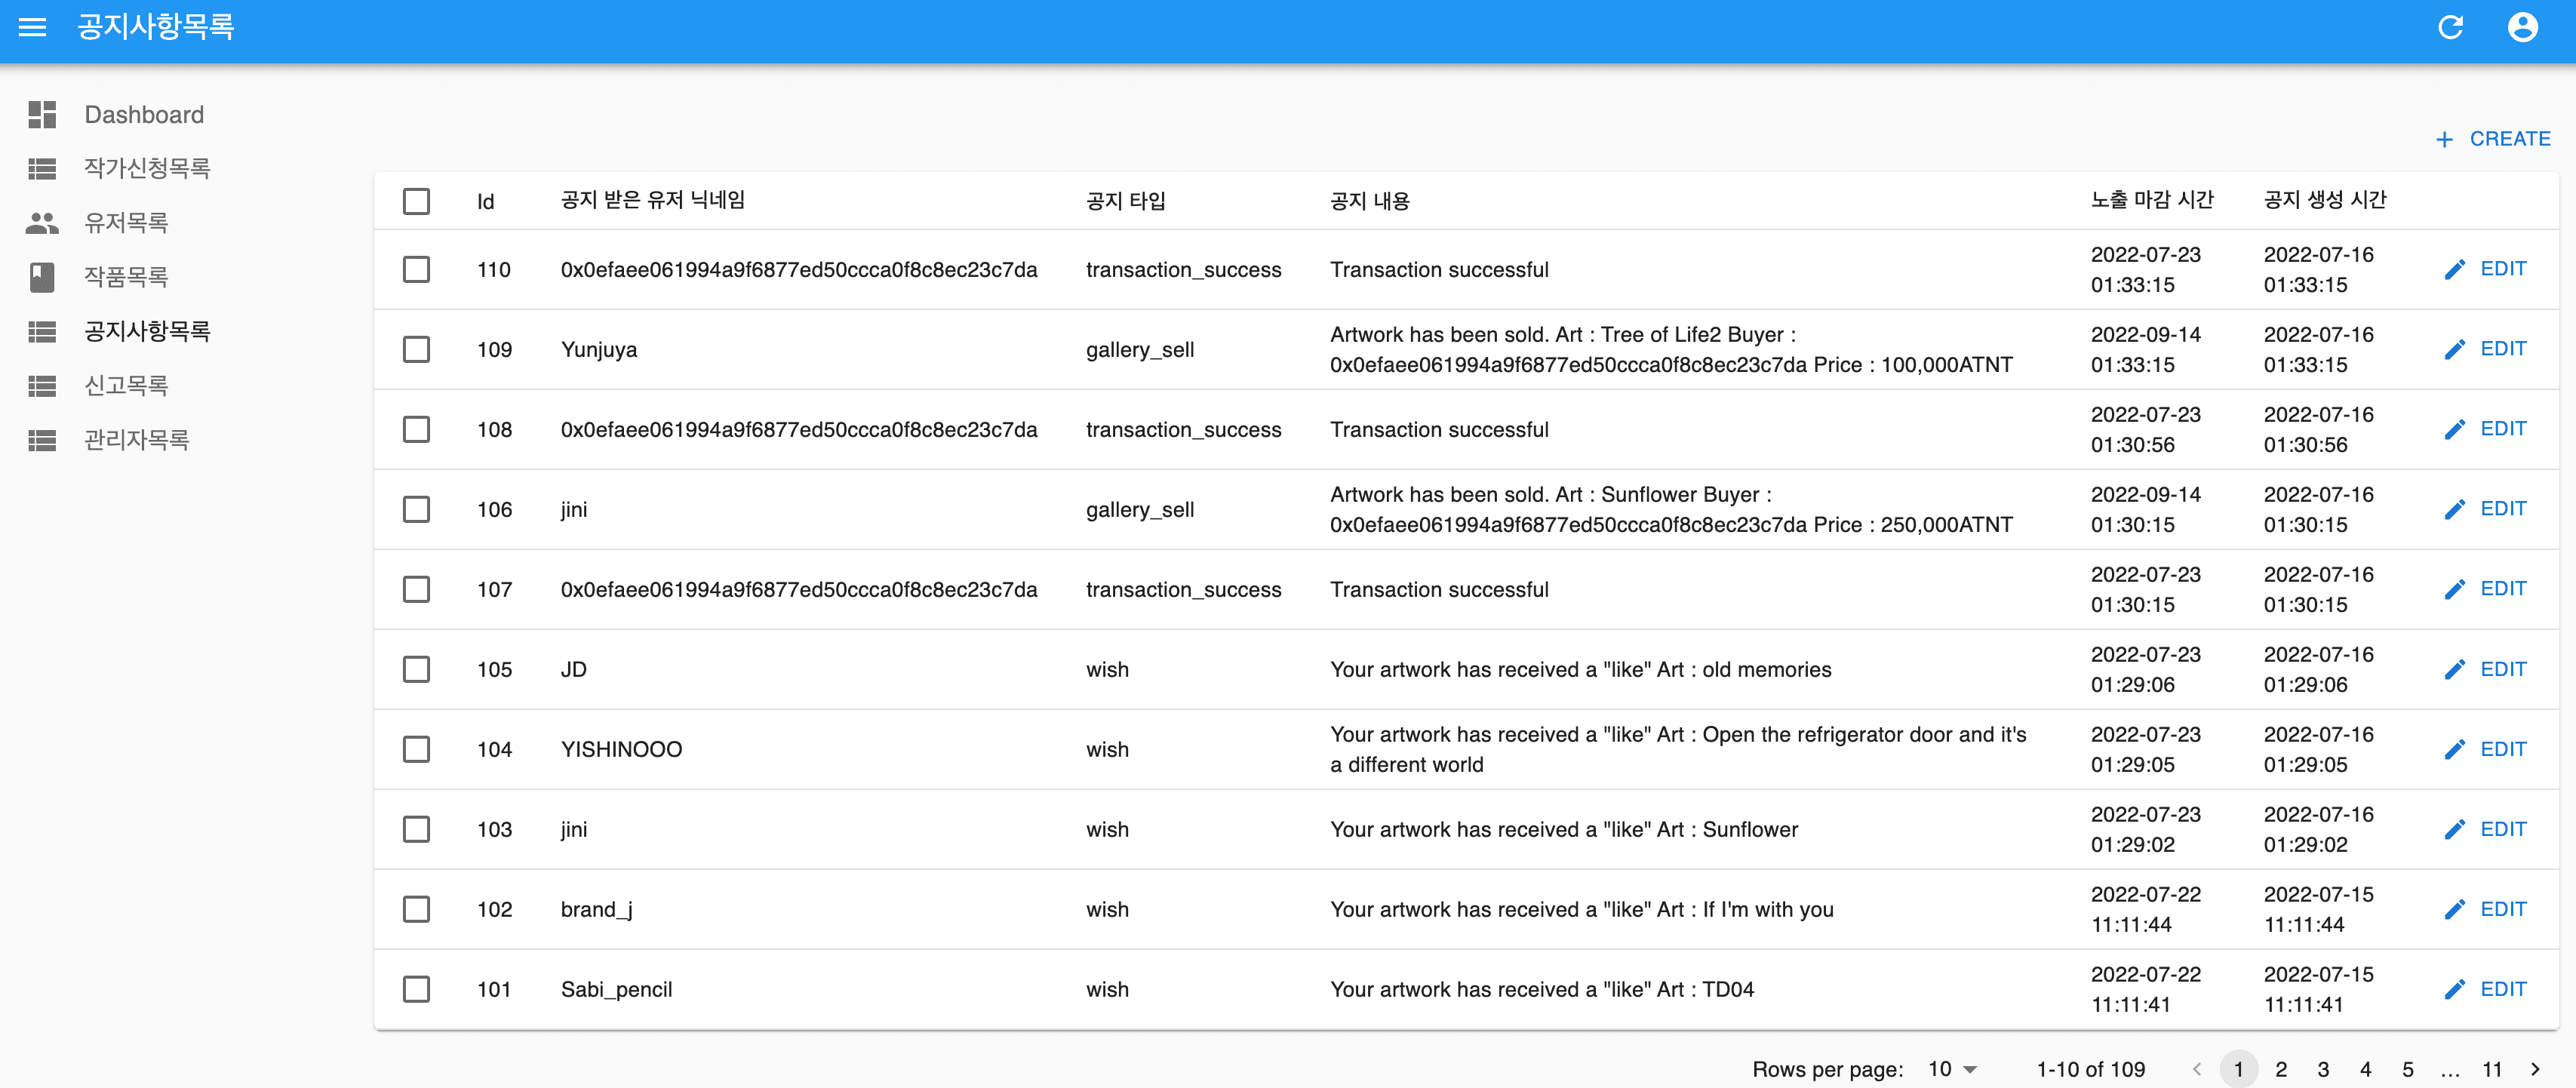 공지사항목록
Dashboard
작가신청목록
유저목록
작품목록
공지사항목록
신고목록
관리자목록
+ CREATE
Id 공지 받은 유저 닉네임 공지 타입 공지 내용 노출 마감 시간 공지 생성 시간
110 0x0efaee061994a9f6877ed50ccca0f8c8ec23c7da transaction_success Transaction successful 2022-07-23 01:33:15 2022-07-16 01:33:15 EDIT
109 Yunjuya gallery_sell Artwork has been sold. Art : Tree of Life2 Buyer : 0x0efaee061994a9f6877ed50ccca0f8c8ec23c7da Price : 100,000ATNT 2022-09-14 01:33:15 2022-07-16 01:33:15 EDIT
108 0x0efaee061994a9f6877ed50ccca0f8c8ec23c7da transaction_success Transaction successful 2022-07-23 01:30:56 2022-07-16 01:30:56 EDIT
106 jini gallery_sell Artwork has been sold. Art : Sunflower Buyer : 0x0efaee061994a9f6877ed50ccca0f8c8ec23c7da Price : 250,000ATNT 2022-09-14 01:30:15 2022-07-16 01:30:15 EDIT
107 0x0efaee061994a9f6877ed50ccca0f8c8ec23c7da transaction_success Transaction successful 2022-07-23 01:30:15 2022-07-16 01:30:15 EDIT
105 JD wish Your artwork has received a "like" Art : old memories 2022-07-23 01:29:06 2022-07-16 01:29:06 EDIT
104 YISHINOOO wish Your artwork has received a "like" Art : Open the refrigerator door and it's a different world 2022-07-23 01:29:05 2022-07-16 01:29:05 EDIT
103 jini wish Your artwork has received a "like" Art : Sunflower 2022-07-23 01:29:02 2022-07-16 01:29:02 EDIT
102 brand_j wish Your artwork has received a "like" Art : If I'm with you 2022-07-22 11:11:44 2022-07-15 11:11:44 EDIT
101 Sabi_pencil wish Your artwork has received a "like" Art : TD04 2022-07-22 11:11:41 2022-07-15 11:11:41 EDIT
Rows per page: 10 1-10 of 109 1 2 3 4 5 ... 11